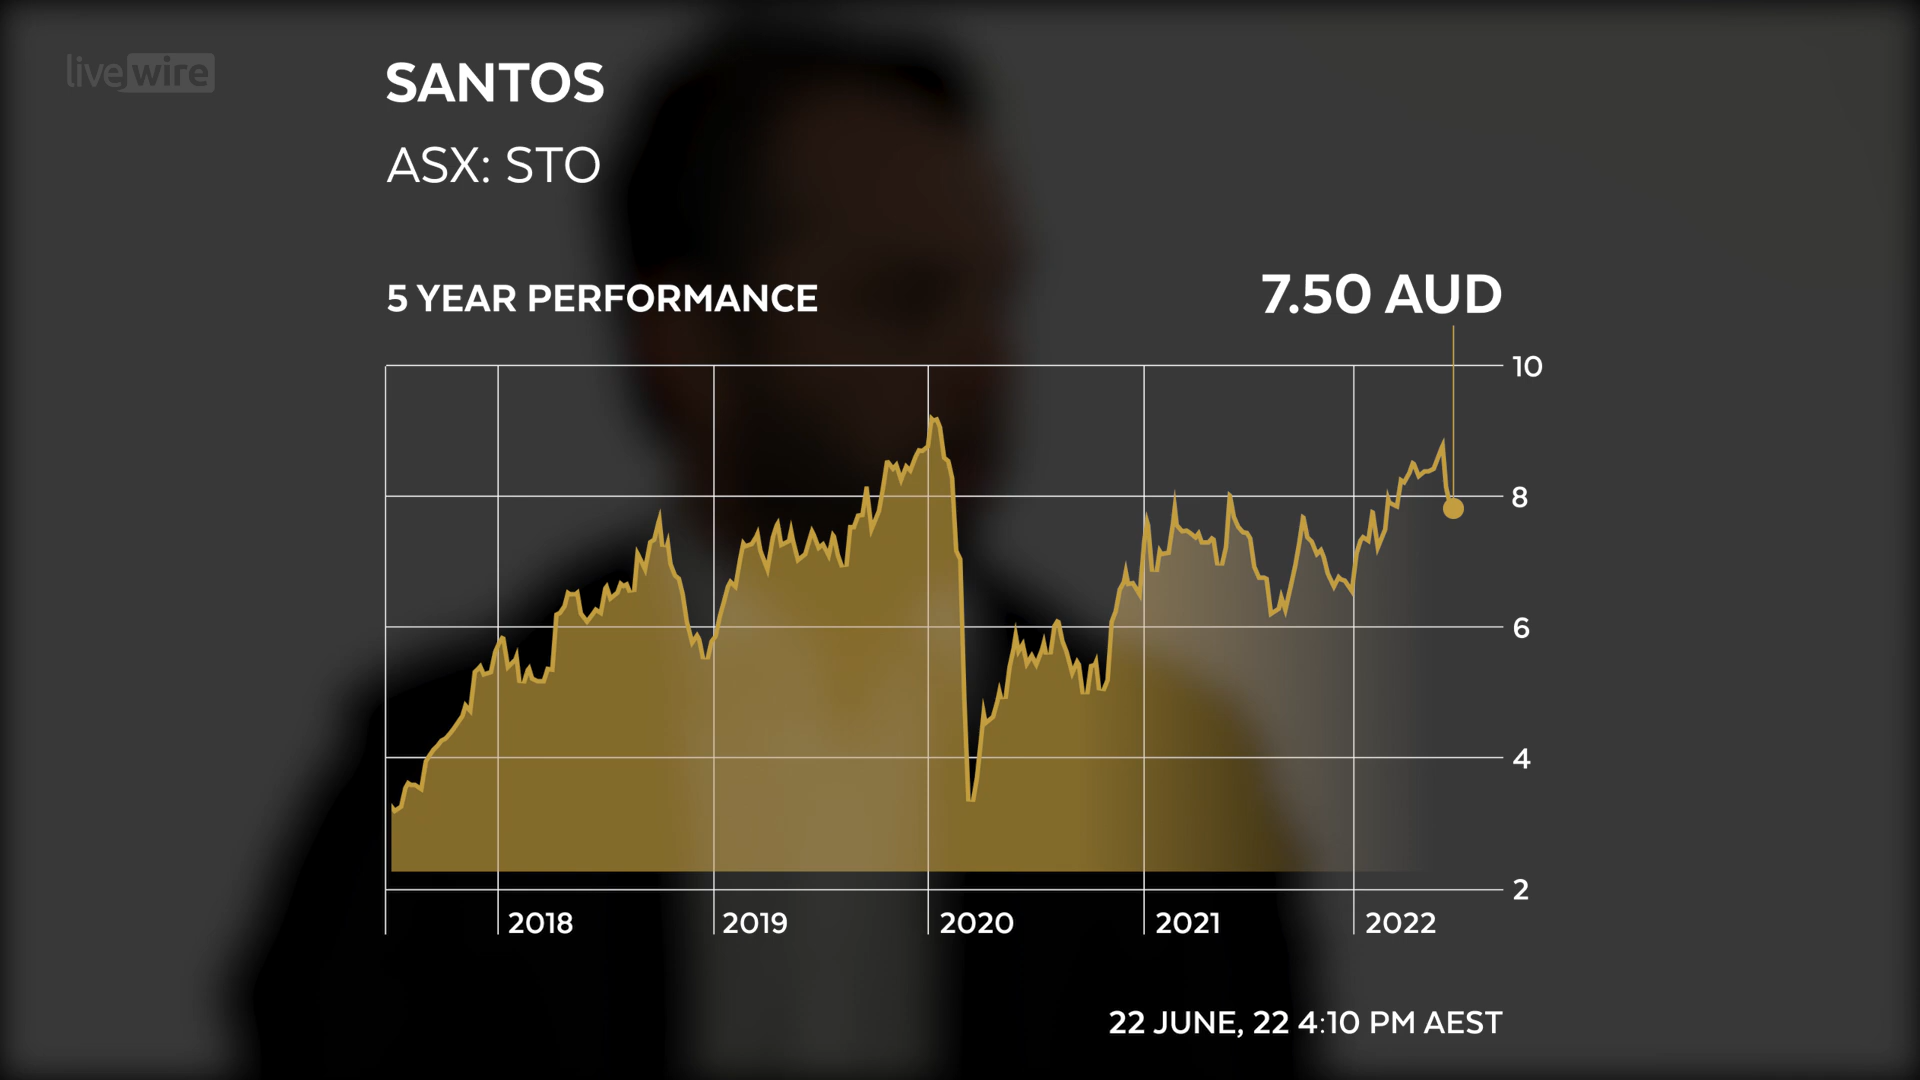 livewire
SANTOS
ASX: STO
5 YEAR PERFORMANCE
7.50 AUD
10
8
6
4
2
2018
2019
2020
2021
2022
22 JUNE, 22 4:10 PM AEST